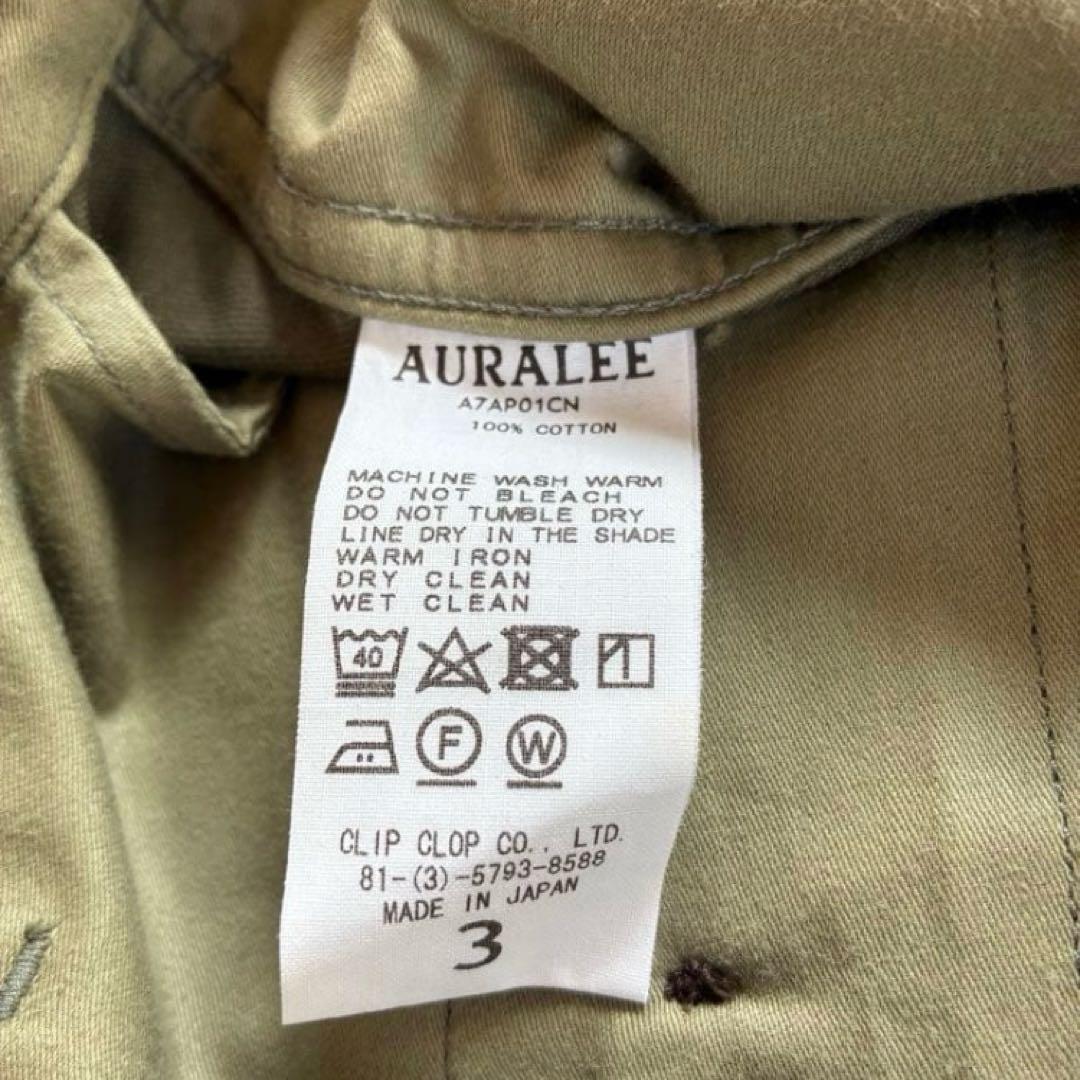 AURALEE
A7AP01CN
100% COTTON
MACHINE WASH WARM
DO NOT BLEACH
DO NOT TUMBLE DRY
LINE DRY IN THE SHADE
WARM IRON
DRY CLEAN
WET CLEAN
40
F W
CLIP CLOP CO., LTD.
81-(3)-5793-8588
MADE IN JAPAN
3